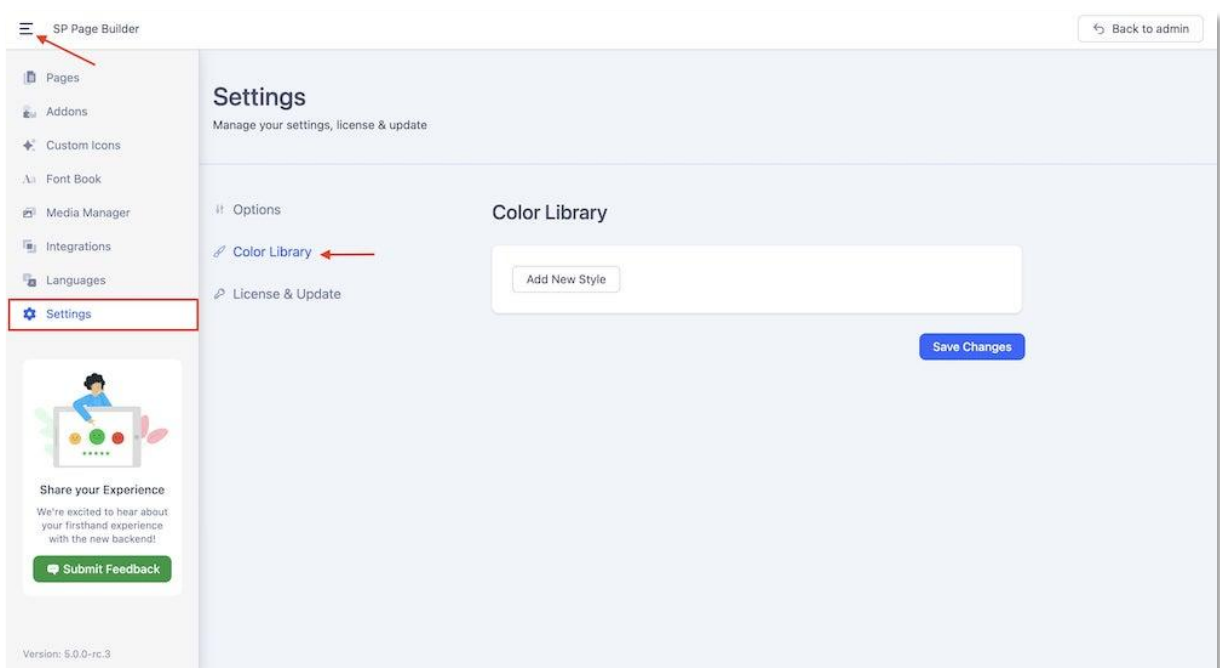 SP Page Builder
Back to admin
Pages
Addons
Custom Icons
Font Book
Media Manager
Integrations
Languages
Settings
Share your Experience
We're excited to hear about
your firsthand experience
with the new backend!
Submit Feedback
Version: 5.0.0-rc.3
Settings
Manage your settings, license & update
Options
Color Library
License & Update
Color Library
Add New Style
Save Changes